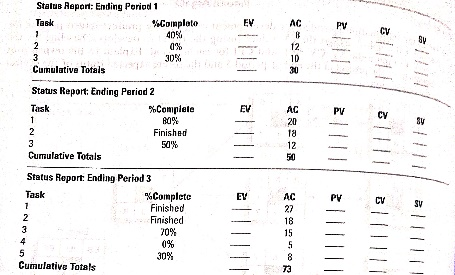 Status Report: Ending Period 1
Task %Complete EV AC PV CV SV
1 40% 8
2 0% 12
3 30% 10
Cumulative Totals 30
Status Report: Ending Period 2
Task %Complete EV AC PV CV SV
1 80% 20
2 Finished 18
3 50% 12
Cumulative Totals 50
Status Report: Ending Period 3
Task %Complete EV AC PV CV SV
1 Finished 27
2 Finished 18
3 70% 15
4 0% 5
5 30% 8
Cumulative Totals 73